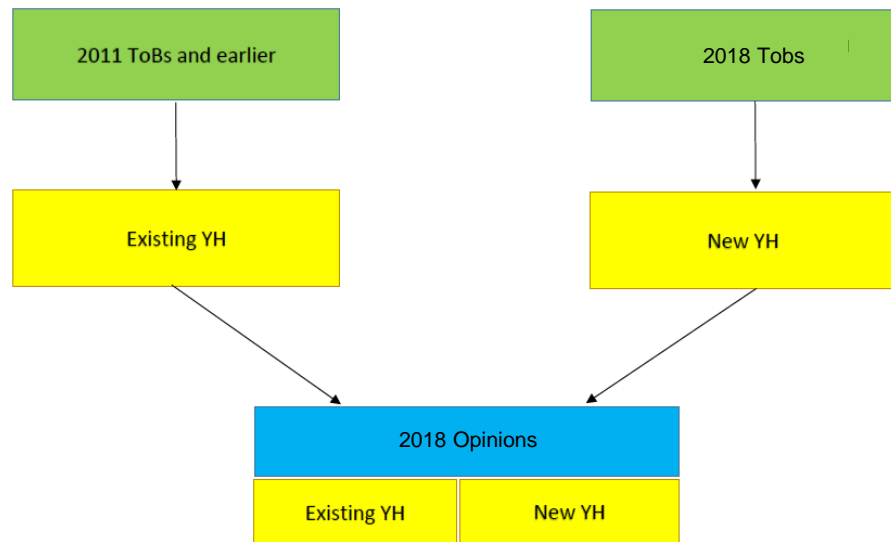 2011 ToBs and earlier
2018 Tobs
Existing YH
New YH
2018 Opinions
Existing YH
New YH